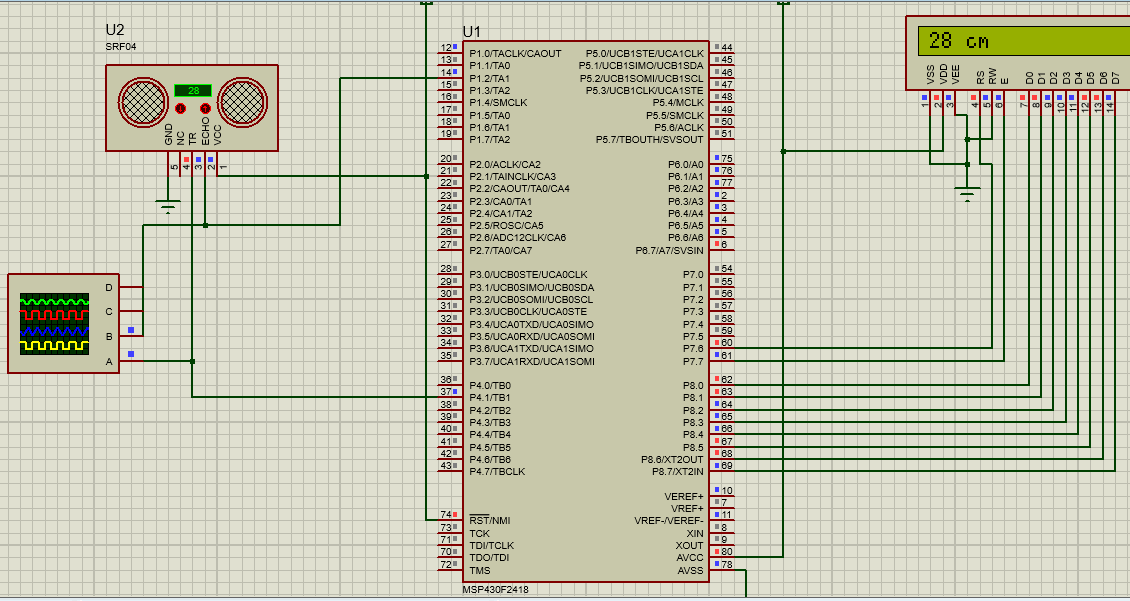 U2
SRF04
28
GND
NC
TR
ECHO
VCC
5
4
3
2
1
D
C
B
A
U1
12 P1.0/TACLK/CAOUT
13 P1.1/TA0
14 P1.2/TA1
15 P1.3/TA2
16 P1.4/SMCLK
17 P1.5/TA0
18 P1.6/TA1
19 P1.7/TA2
20 P2.0/ACLK/CA2
21 P2.1/TAINCLK/CA3
22 P2.2/CAOUT/TA0/CA4
23 P2.3/CA0/TA1
24 P2.4/CA1/TA2
25 P2.5/ROSC/CA5
26 P2.6/ADC12CLK/CA6
27 P2.7/TA0/CA7
28 P3.0/UCB0STE/UCA0CLK
29 P3.1/UCB0SIMO/UCB0SDA
30 P3.2/UCB0SOMI/UCB0SCL
31 P3.3/UCB0CLK/UCA0STE
32 P3.4/UCA0TXD/UCA0SIMO
33 P3.5/UCA0RXD/UCA0SOMI
34 P3.6/UCA1TXD/UCA1SIMO
35 P3.7/UCA1RXD/UCA1SOMI
36 P4.0/TB0
37 P4.1/TB1
38 P4.2/TB2
39 P4.3/TB3
40 P4.4/TB4
41 P4.5/TB5
42 P4.6/TB6
43 P4.7/TBCLK
74 RST/NMI
73 TCK
71 TDI/TCLK
70 TDO/TDI
72 TMS
P5.0/UCB1STE/UCA1CLK 44
P5.1/UCB1SIMO/UCB1SDA 45
P5.2/UCB1SOMI/UCB1SCL 46
P5.3/UCB1CLK/UCA1STE 47
P5.4/MCLK 48
P5.5/SMCLK 49
P5.6/ACLK 50
P5.7/TBOUTH/SVSOUT 51
P6.0/A0 75
P6.1/A1 76
P6.2/A2 77
P6.3/A3 2
P6.4/A4 3
P6.5/A5 4
P6.6/A6 5
P6.7/A7/SVSIN 6
P7.0 54
P7.1 55
P7.2 56
P7.3 57
P7.4 58
P7.5 59
P7.6 60
P7.7 61
P8.0 62
P8.1 63
P8.2 64
P8.3 65
P8.4 66
P8.5 67
P8.6/XT2OUT 68
P8.7/XT2IN 69
VEREF+ 10
VREF+ 7
VREF-/VEREF- 11
XIN 8
XOUT 9
AVCC 80
AVSS 78
MSP430F2418
28 cm
VSS
VDD
VEE
RS
RW
E
D0
D1
D2
D3
D4
D5
D6
D7
1
2
3
4
5
6
7
8
9
10
11
12
13
14